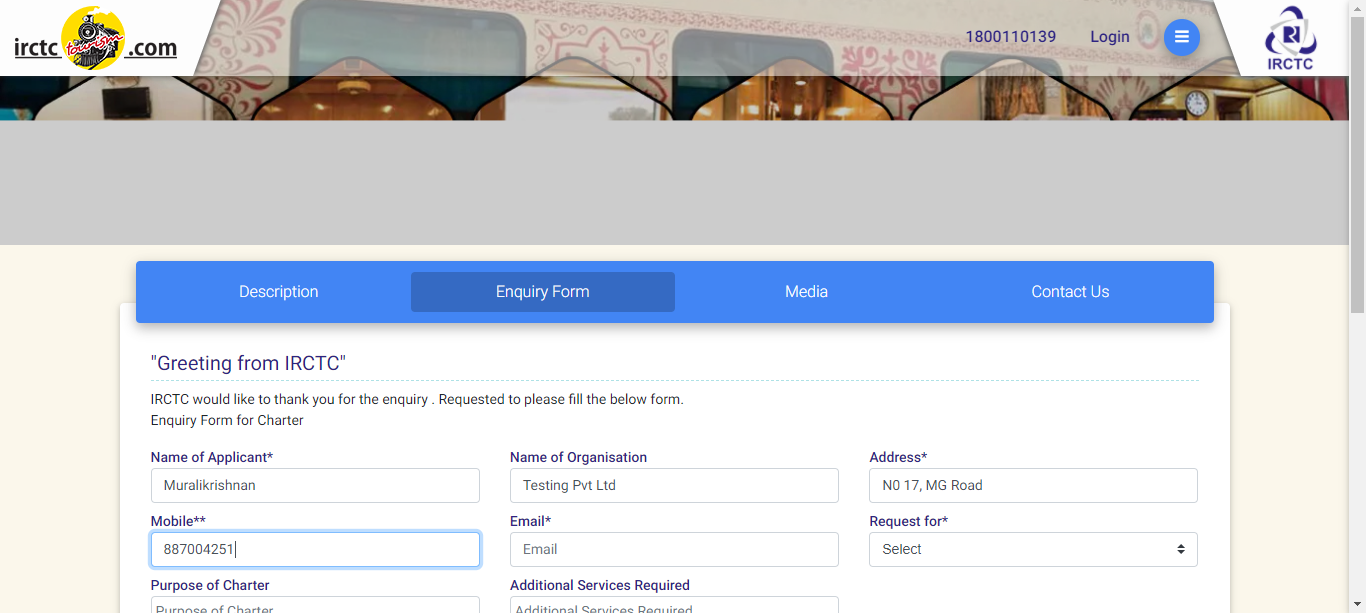 irctc tourism .com
1800110139 Login
IRCTC
Description Enquiry Form Media Contact Us
"Greeting from IRCTC"
IRCTC would like to thank you for the enquiry . Requested to please fill the below form.
Enquiry Form for Charter
Name of Applicant* Name of Organisation Address*
Muralikrishnan Testing Pvt Ltd N0 17, MG Road
Mobile** Email* Request for*
887004251 Email Select
Purpose of Charter Additional Services Required
Purpose of Charter Additional Services Required